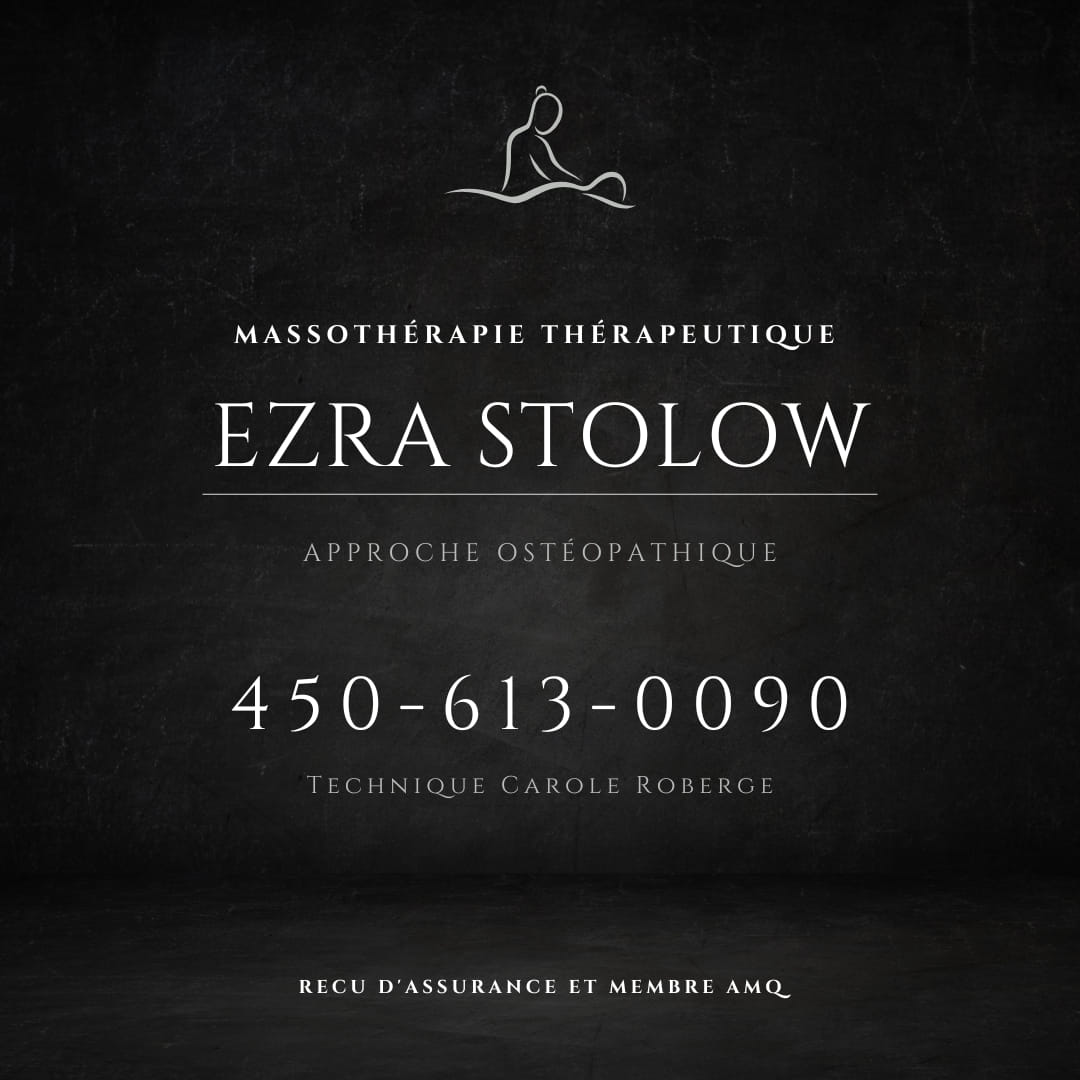 MASSOTHÉRAPIE THÉRAPEUTIQUE
EZRA STOLOW
APPROCHE OSTÉOPATHIQUE
450-613-0090
Technique Carole Roberge
RECU D'ASSURANCE ET MEMBRE AMQ